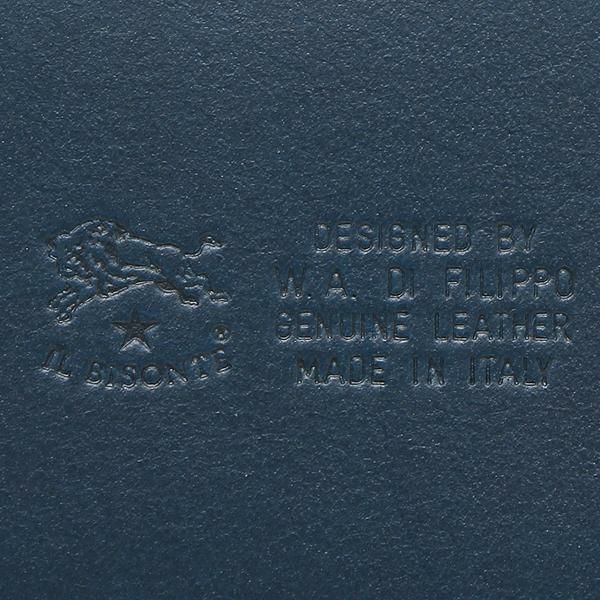 IL BISONTE®
DESIGNED BY
W.A. DI FILIPPO
GENUINE LEATHER
MADE IN ITALY